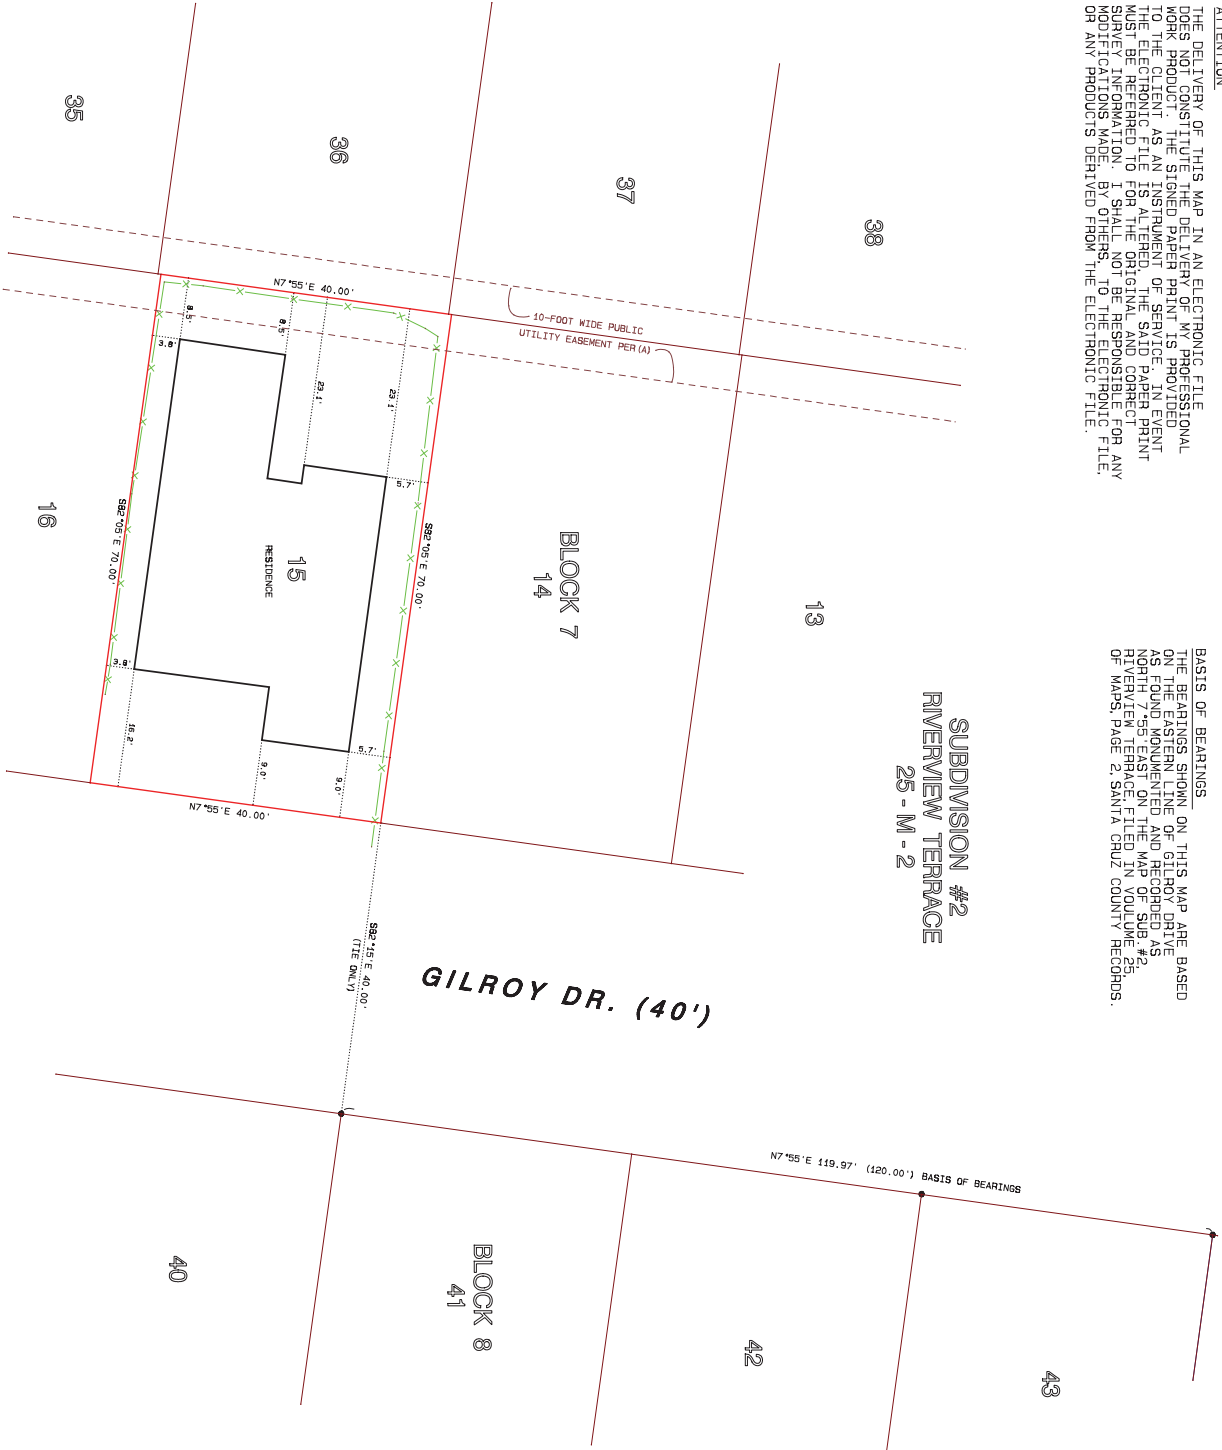 ATTENTION
THE DELIVERY OF THIS MAP IN AN ELECTRONIC FILE
DOES NOT CONSTITUTE THE DELIVERY OF MY PROFESSIONAL
WORK PRODUCT. THE SIGNED PAPER PRINT IS PROVIDED
TO THE CLIENT AS AN INSTRUMENT OF SERVICE. IN EVENT
THE ELECTRONIC FILE IS ALTERED, THE SAID PAPER PRINT
MUST BE REFERRED TO FOR THE ORIGINAL AND CORRECT
SURVEY INFORMATION. I SHALL NOT BE RESPONSIBLE FOR ANY
MODIFICATIONS MADE, BY OTHERS, TO THE ELECTRONIC FILE,
OR ANY PRODUCTS DERIVED FROM THE ELECTRONIC FILE.
BASIS OF BEARINGS
THE BEARINGS SHOWN ON THIS MAP ARE BASED
ON THE EASTERN LINE OF GILROY DRIVE
AS FOUND MONUMENTED AND RECORDED AS
NORTH 7°55' EAST ON THE MAP OF SUB. #2,
RIVERVIEW TERRACE, FILED IN VOULUME 25,
OF MAPS, PAGE 2, SANTA CRUZ COUNTY RECORDS.
SUBDIVISION #2
RIVERVIEW TERRACE
25 - M - 2
38
37
36
35
13
BLOCK 7
14
10-FOOT WIDE PUBLIC
UTILITY EASEMENT PER(A)
N7°55'E 40.00'
8.5'
8.5'
23.1'
23.1'
3.8'
5.7'
S82°05'E 70.00'
15
RESIDENCE
S82°05'E 70.00'
16
3.8'
5.7'
16.2'
9.0'
9.0'
N7°55'E 40.00'
S82°15'E 40.00'
(TIE ONLY)
GILROY DR. (40')
N7°55'E 119.97' (120.00') BASIS OF BEARINGS
43
42
BLOCK 8
41
40